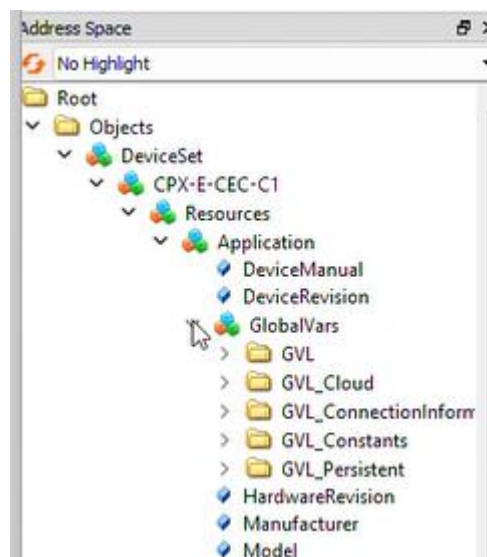 Address Space
No Highlight
Root
Objects
DeviceSet
CPX-E-CEC-C1
Resources
Application
DeviceManual
DeviceRevision
GlobalVars
GVL
GVL_Cloud
GVL_ConnectionInform
GVL_Constants
GVL_Persistent
HardwareRevision
Manufacturer
Model